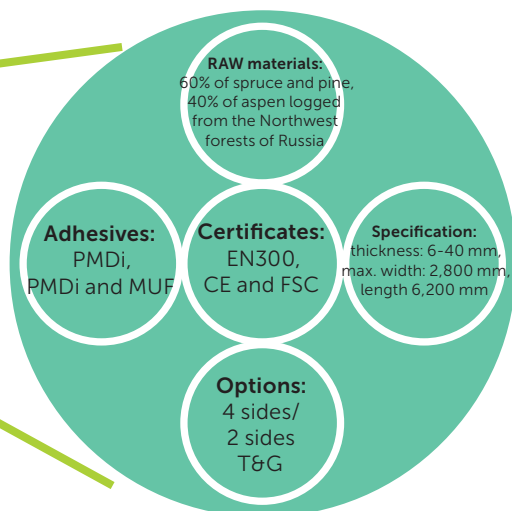 RAW materials:
60% of spruce and pine,
40% of aspen logged
from the Northwest
forests of Russia
Adhesives:
PMDi,
PMDi and MUF
Certificates:
EN300,
CE and FSC
Specification:
thickness: 6-40 mm,
max. width: 2,800 mm,
length 6,200 mm
Options:
4 sides/
2 sides
T&G